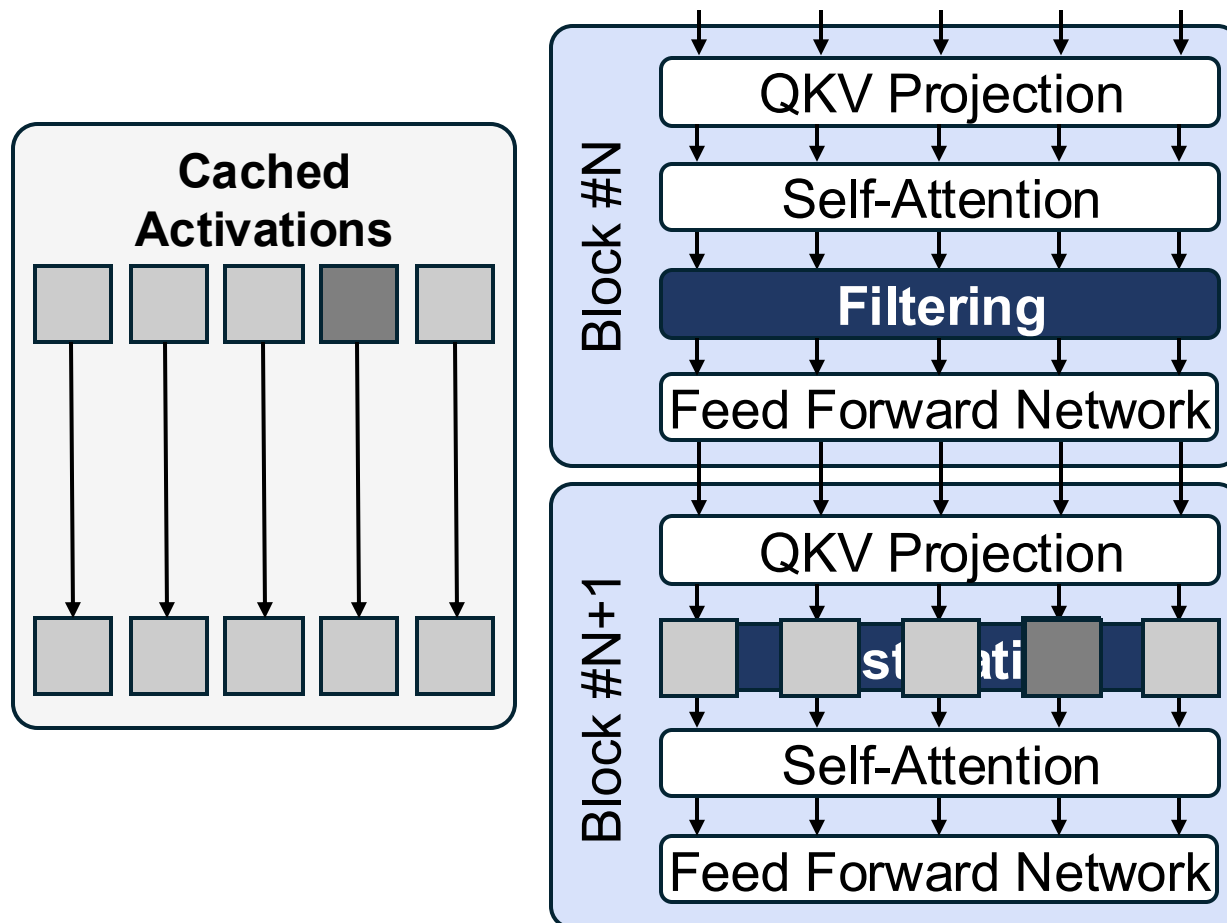 Cached
Activations
Block #N
QKV Projection
Self-Attention
Filtering
Feed Forward Network
Block #N+1
QKV Projection
Self-Attention
Feed Forward Network